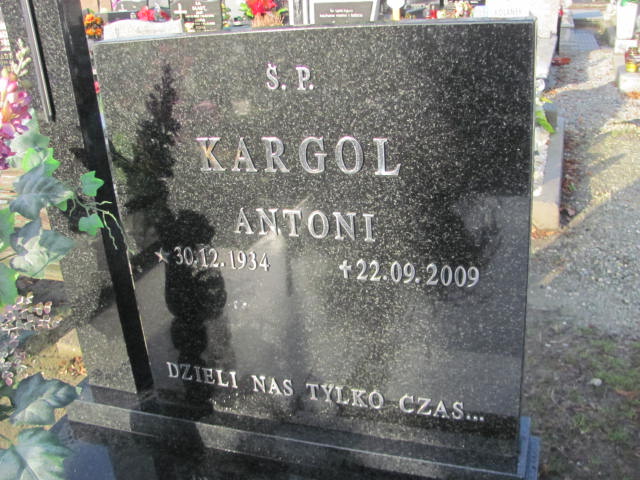 Ś. P.
KARGOL
ANTONI
★ 30.12.1934 ✝ 22.09.2009
DZIELI NAS TYLKO CZAS...